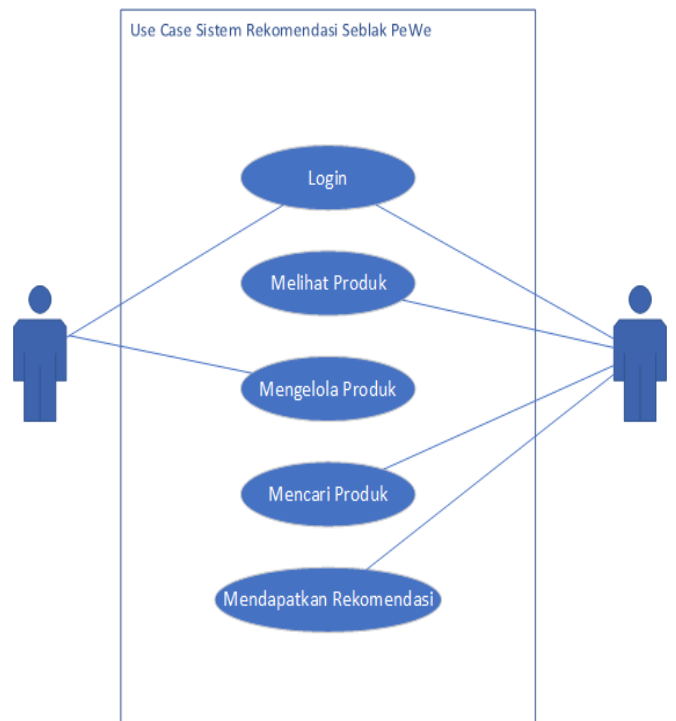 Use Case Sistem Rekomendasi Seblak PeWe
Login
Melihat Produk
Mengelola Produk
Mencari Produk
Mendapatkan Rekomendasi